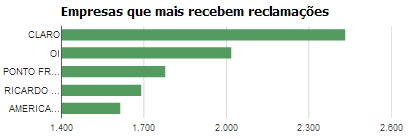 Empresas que mais recebem reclamações
CLARO
OI
PONTO FR...
RICARDO ...
AMERICA...
1.400 1.700 2.000 2.300 2.600